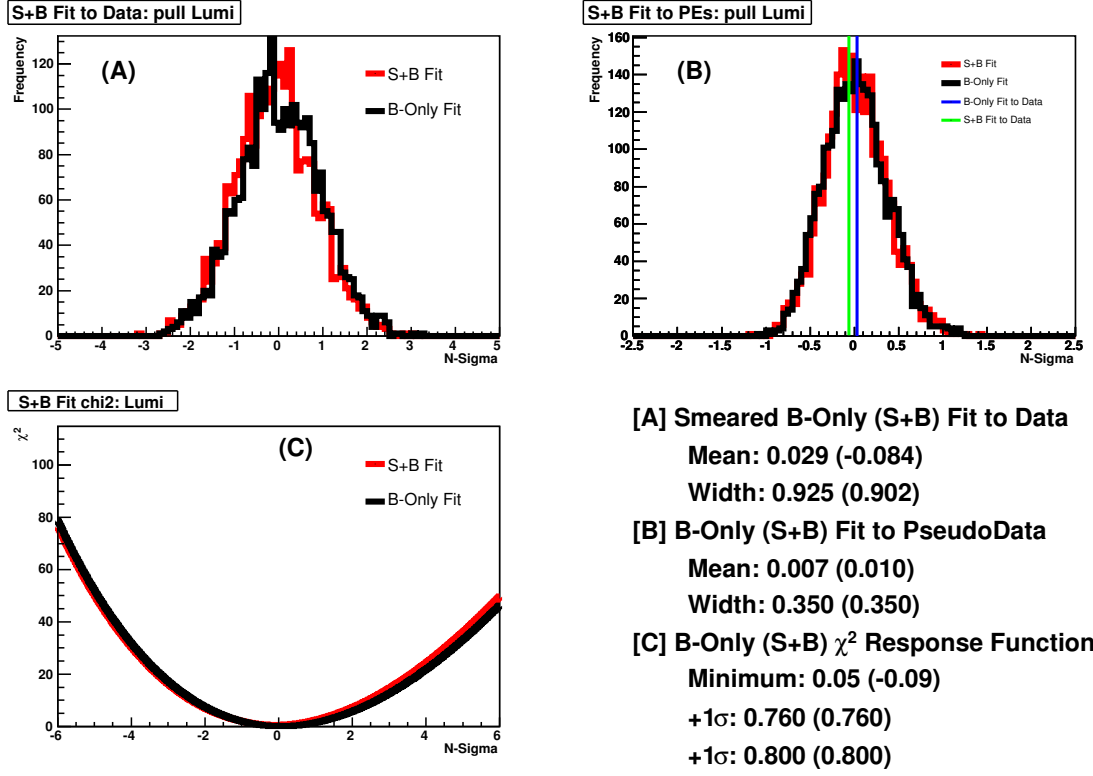 S+B Fit to Data: pull Lumi
Frequency
(A)
S+B Fit
B-Only Fit
120
100
80
60
40
20
0
-5 -4 -3 -2 -1 0 1 2 3 4 5
N-Sigma
S+B Fit to PEs: pull Lumi
Frequency
(B)
S+B Fit
B-Only Fit
B-Only Fit to Data
S+B Fit to Data
160
140
120
100
80
60
40
20
0
-2.5 -2 -1.5 -1 -0.5 0 0.5 1 1.5 2 2.5
N-Sigma
S+B Fit chi2: Lumi
χ²
(C)
S+B Fit
B-Only Fit
100
80
60
40
20
0
-6 -4 -2 0 2 4 6
N-Sigma
[A] Smeared B-Only (S+B) Fit to Data
Mean: 0.029 (-0.084)
Width: 0.925 (0.902)
[B] B-Only (S+B) Fit to PseudoData
Mean: 0.007 (0.010)
Width: 0.350 (0.350)
[C] B-Only (S+B) χ² Response Function
Minimum: 0.05 (-0.09)
+1σ: 0.760 (0.760)
+1σ: 0.800 (0.800)